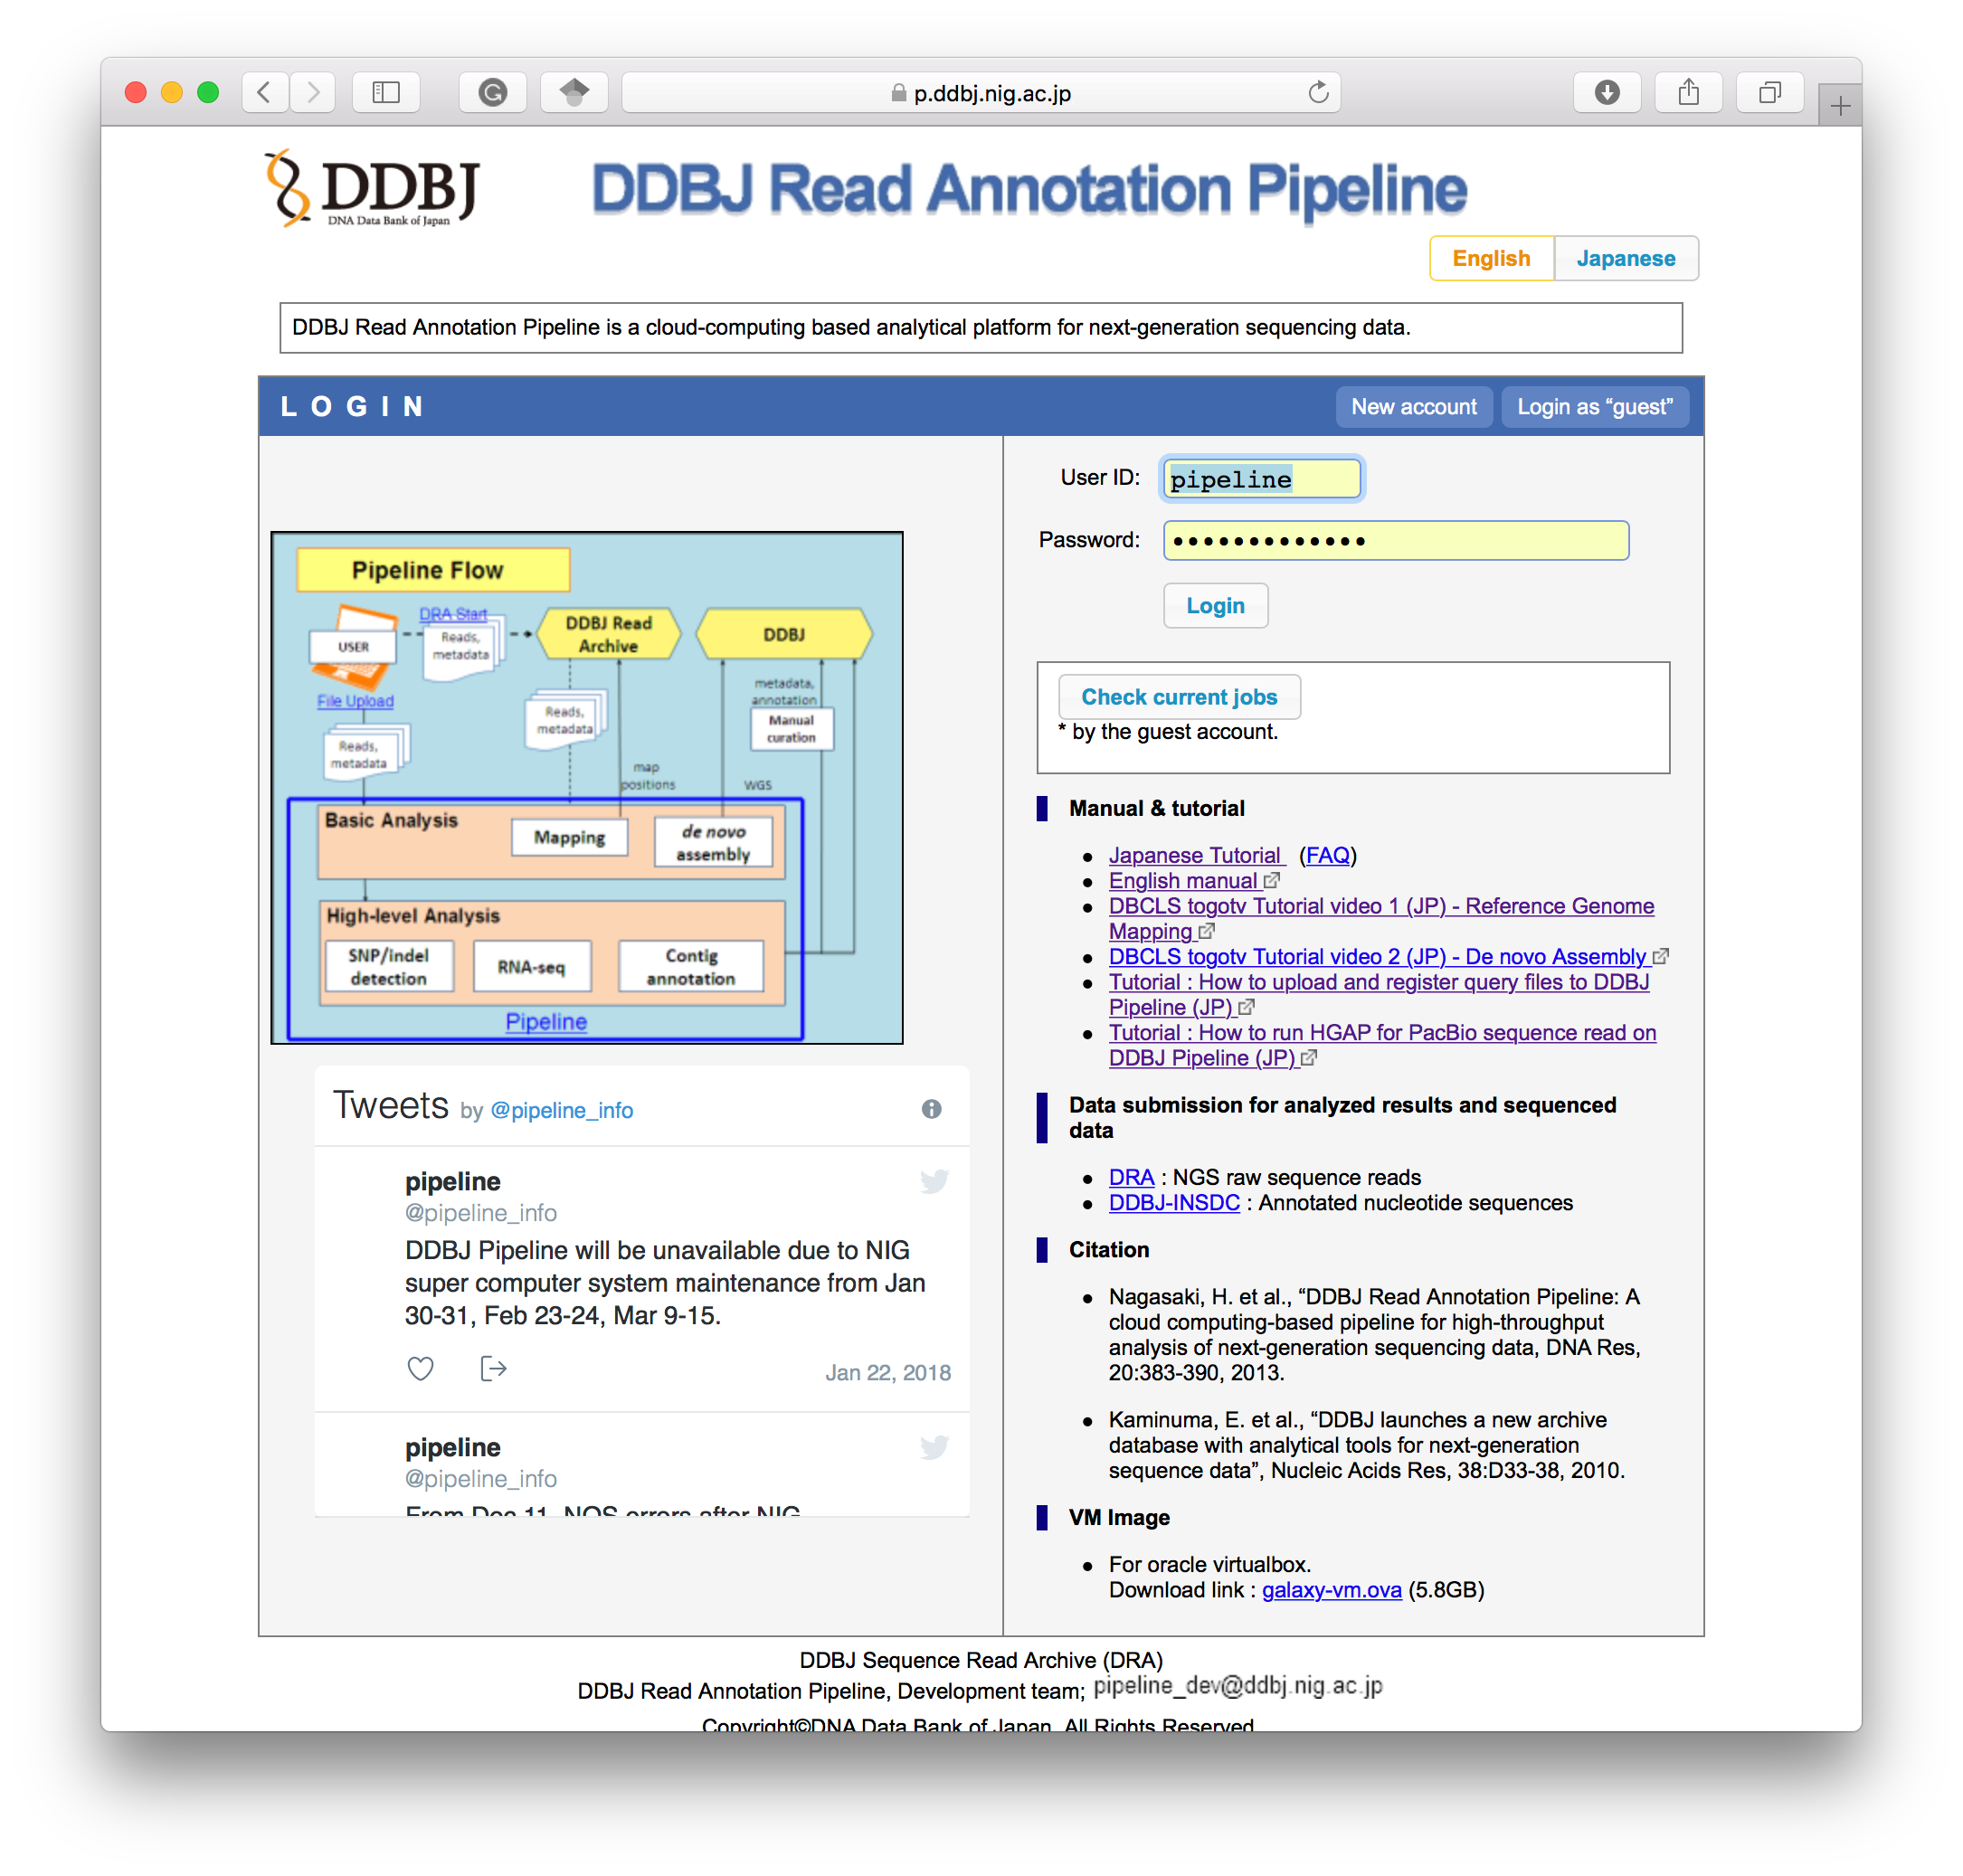 p.ddbj.nig.ac.jp
DDBJ
DNA Data Bank of Japan
DDBJ Read Annotation Pipeline
English
Japanese
DDBJ Read Annotation Pipeline is a cloud-computing based analytical platform for next-generation sequencing data.
LOGIN
New account
Login as “guest”
Pipeline Flow
DRA Start
USER
Reads,
metadata
DDBJ Read
Archive
DDBJ
File Upload
Reads,
metadata
Reads,
metadata
metadata,
annotation
Manual
curation
map
positions
WGS
Basic Analysis
Mapping
de novo
assembly
High-level Analysis
SNP/indel
detection
RNA-seq
Contig
annotation
Pipeline
Tweets by @pipeline_info
pipeline
@pipeline_info
DDBJ Pipeline will be unavailable due to NIG
super computer system maintenance from Jan
30-31, Feb 23-24, Mar 9-15.
Jan 22, 2018
pipeline
@pipeline_info
From Dec 11, NQS errors after NIG
User ID: pipeline
Password: •••••••••••••
Login
Check current jobs
* by the guest account.
Manual & tutorial
• Japanese Tutorial (FAQ)
• English manual
• DBCLS togotv Tutorial video 1 (JP) - Reference Genome
Mapping
• DBCLS togotv Tutorial video 2 (JP) - De novo Assembly
• Tutorial : How to upload and register query files to DDBJ
Pipeline (JP)
• Tutorial : How to run HGAP for PacBio sequence read on
DDBJ Pipeline (JP)
Data submission for analyzed results and sequenced
data
• DRA : NGS raw sequence reads
• DDBJ-INSDC : Annotated nucleotide sequences
Citation
• Nagasaki, H. et al., “DDBJ Read Annotation Pipeline: A
cloud computing-based pipeline for high-throughput
analysis of next-generation sequencing data, DNA Res,
20:383-390, 2013.
• Kaminuma, E. et al., “DDBJ launches a new archive
database with analytical tools for next-generation
sequence data”, Nucleic Acids Res, 38:D33-38, 2010.
VM Image
• For oracle virtualbox.
Download link : galaxy-vm.ova (5.8GB)
DDBJ Sequence Read Archive (DRA)
DDBJ Read Annotation Pipeline, Development team; pipeline_dev@ddbj.nig.ac.jp
Copyright©DNA Data Bank of Japan. All Rights Reserved